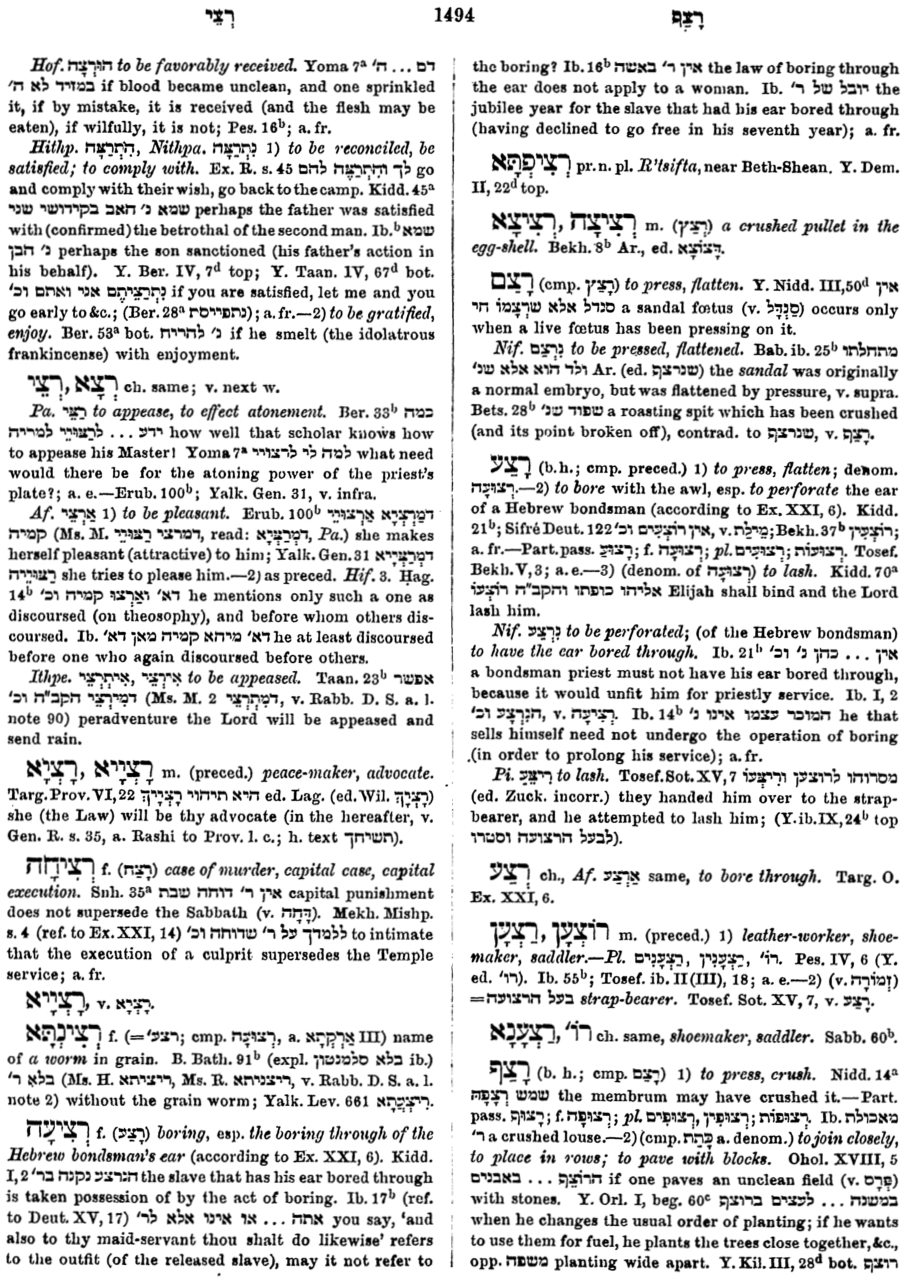 רְצֵי 1494 רָצַף
Hof. הוּרְצָה to be favorably received. Yoma 7ᵃ דם ... ה'
במזיד לא ה' if blood became unclean, and one sprinkled
it, if by mistake, it is received (and the flesh may be
eaten), if wilfully, it is not; Pes. 16ᵇ; a. fr.
Hithp. הִתְרַצָּה, Nithpa. נִתְרַצָּה 1) to be reconciled, be
satisfied; to comply with. Ex. R. s. 45 לך והתרצה להם go
and comply with their wish, go back to the camp. Kidd. 45ᵃ
שמא נ' האב בקידושי שני perhaps the father was satisfied
with (confirmed) the betrothal of the second man. Ib.ᵇ שמא
נ' הבן perhaps the son sanctioned (his father's action in
his behalf). Y. Ber. IV, 7ᵈ top; Y. Taan. IV, 67ᵈ bot.
נִתְרַצֵּיתֶם אני ואתם וכ' if you are satisfied, let me and you
go early to &c.; (Ber. 28ᵃ נתפייסת); a. fr.—2) to be gratified,
enjoy. Ber. 53ᵃ bot. נ' להריח if he smelt (the idolatrous
frankincense) with enjoyment.
רְצָא, רְצֵי ch. same; v. next w.
Pa. רַצֵּי to appease, to effect atonement. Ber. 33ᵇ כמה
ידע ... לְרַצּוּיֵי למריה how well that scholar knows how
to appease his Master! Yoma 7ᵃ למה לי לרצויי what need
would there be for the atoning power of the priest's
plate?; a. e.—Erub. 100ᵇ; Yalk. Gen. 31, v. infra.
Af. אַרְצֵי 1) to be pleasant. Erub. 100ᵇ דמַרְצְיָא אַרְצוּיֵי
קמיה (Ms. M. דמרצי רַצּוּיֵי, read: דמְרַצְּיָא, Pa.) she makes
herself pleasant (attractive) to him; Yalk. Gen. 31 דמְרַצְּיָיא
רַצּוּיֵיהּ she tries to please him.—2) as preced. Hif. 3. Hag.
14ᵇ דא' וארצו קמיה וכ' he mentions only such a one as
discoursed (on theosophy), and before whom others dis-
coursed. Ib. דא' מיהא קמיה מאן דא' he at least discoursed
before one who again discoursed before others.
Ithpe. אִירְצֵי, אִיתְרְצֵי to be appeased. Taan. 23ᵇ אפשר
דמִירְצֵי הקב"ה וכ' (Ms. M. 2 דמִתְרְצֵי, v. Rabb. D. S. a. l.
note 90) peradventure the Lord will be appeased and
send rain.
רָצְיָיא, רָצְיָא m. (preced.) peace-maker, advocate.
Targ. Prov. VI, 22 היא תיהוי רָצְיָיךְ ed. Lag. (ed. Wil. רָצְיָךְ)
she (the Law) will be thy advocate (in the hereafter, v.
Gen. R. s. 35, a. Rashi to Prov. l. c.; h. text תשיחך).
רְצִיחָה f. (רָצַח) case of murder, capital case, capital
execution. Snh. 35ᵃ אין ר' דוחה שבת capital punishment
does not supersede the Sabbath (v. דָּחָה). Mekh. Mishp.
s. 4 (ref. to Ex. XXI, 14) ללמדך על ר' שדוחה וכ' to intimate
that the execution of a culprit supersedes the Temple
service; a. fr.
רָצְיָיא, v. רָצְיָא.
רְצִינְתָּא f. (=רצע'; cmp. רְצוּעָה, a. אַרְקְתָא III) name
of a worm in grain. B. Bath. 91ᵇ (expl. בלא סלמנטון ib.)
בלא ר' (Ms. H. ריציתא, Ms. R. ריצניתא, v. Rabb. D. S. a. l.
note 2) without the grain worm; Yalk. Lev. 661 רִיצְעֲתָא.
רְצִיעָה f. (רָצַע) boring, esp. the boring through of the
Hebrew bondsman's ear (according to Ex. XXI, 6). Kidd.
I, 2 הנרצע נקנה בר' the slave that has his ear bored through
is taken possession of by the act of boring. Ib. 17ᵇ (ref.
to Deut. XV, 17) אתה ... או אינו אלא לר' you say, 'and
also to thy maid-servant thou shalt do likewise' refers
to the outfit (of the released slave), may it not refer to
the boring? Ib. 16ᵇ אין ר' באשה the law of boring through
the ear does not apply to a woman. Ib. יובל של ר' the
jubilee year for the slave that had his ear bored through
(having declined to go free in his seventh year); a. fr.
רְצִיפְתָּא pr. n. pl. R'tsifta, near Beth-Shean. Y. Dem.
II, 22ᵈ top.
רְצִיצָה, רְצִיצָא m. (רָצַץ) a crushed pullet in the
egg-shell. Bekh. 8ᵇ Ar., ed. דָּצוֹצָא.
רָצַם (cmp. רָצַץ) to press, flatten. Y. Nidd. III, 50ᵈ אין
סנדל אלא שרְצָמוֹ חי a sandal fœtus (v. סַנְדָּל) occurs only
when a live fœtus has been pressing on it.
Nif. נִרְצַם to be pressed, flattened. Bab. ib. 25ᵇ מתחלתו
ולד הוא אלא שנ' Ar. (ed. שנרצף) the sandal was originally
a normal embryo, but was flattened by pressure, v. supra.
Bets. 28ᵇ שפוד שנ' a roasting spit which has been crushed
(and its point broken off), contrad. to שנרצף, v. רָצַף.
רָצַע (b. h.; cmp. preced.) 1) to press, flatten; denom.
רְצוּעָה.—2) to bore with the awl, esp. to perforate the ear
of a Hebrew bondsman (according to Ex. XXI, 6). Kidd.
21ᵇ; Sifré Deut. 122 אין רוֹצְעִים וכ', v. מֵילַת; Bekh. 37ᵇ רוֹצְעִין;
a. fr.—Part. pass. רָצוּעַ; f. רְצוּעָה; pl. רְצוּעִים, רְצוּעוֹת. Tosef.
Bekh. V, 3; a. e.—3) (denom. of רְצוּעָה) to lash. Kidd. 70ᵃ
אליהו כופתו והקב"ה רוֹצְעוֹ Elijah shall bind and the Lord
lash him.
Nif. נִרְצַע to be perforated; (of the Hebrew bondsman)
to have the ear bored through. Ib. 21ᵇ אין ... כהן נ' וכ'
a bondsman priest must not have his ear bored through,
because it would unfit him for priestly service. Ib. I, 2
הַנִּרְצָע וכ', v. רְצִיעָה. Ib. 14ᵇ המוכר עצמו אינו נ' he that
sells himself need not undergo the operation of boring
(in order to prolong his service); a. fr.
Pi. רִיצֵּעַ to lash. Tosef. Sot. XV, 7 מסרוהו לרוצען ורִיצְּעוֹ
(ed. Zuck. incorr.) they handed him over to the strap-
bearer, and he attempted to lash him; (Y. ib. IX, 24ᵇ top
לבעל הרצועה וסטרו).
רְצַע ch., Af. אַרְצַע same, to bore through. Targ. O.
Ex. XXI, 6.
רוֹצְעָן, רַצְעָן m. (preced.) 1) leather-worker, shoe-
maker, saddler.—Pl. רַצְעָנִים, רַצְעָנִין, רוֹ'. Pes. IV, 6 (Y.
ed. רו'). Ib. 55ᵇ; Tosef. ib. II (III), 18; a. e.—2) (v. זְמוֹרָה)
=בעל הרצועה strap-bearer. Tosef. Sot. XV, 7, v. רָצַע.
רַצְעָנָא, רוֹ' ch. same, shoemaker, saddler. Sabb. 60ᵇ.
רָצַף (b. h.; cmp. רָצַם) 1) to press, crush. Nidd. 14ᵃ
שמש רְצָפָהּ the membrum may have crushed it.—Part.
pass. רָצוּף; f. רְצוּפָה; pl. רְצוּפִים, רְצוּפִין, רְצוּפוֹת. Ib. מאכולת
ר' a crushed louse.—2) (cmp. כָּתַת a. denom.) to join closely,
to place in rows; to pave with blocks. Ohol. XVIII, 5
הרוֹצֵף ... באבנים if one paves an unclean field (v. פְּרָס)
with stones. Y. Orl. I, beg. 60ᶜ במשנה ... לעצים ברוצף
when he changes the usual order of planting; if he wants
to use them for fuel, he plants the trees close together, &c.,
opp. משפה planting wide apart. Y. Kil. III, 28ᵈ bot. רוצף